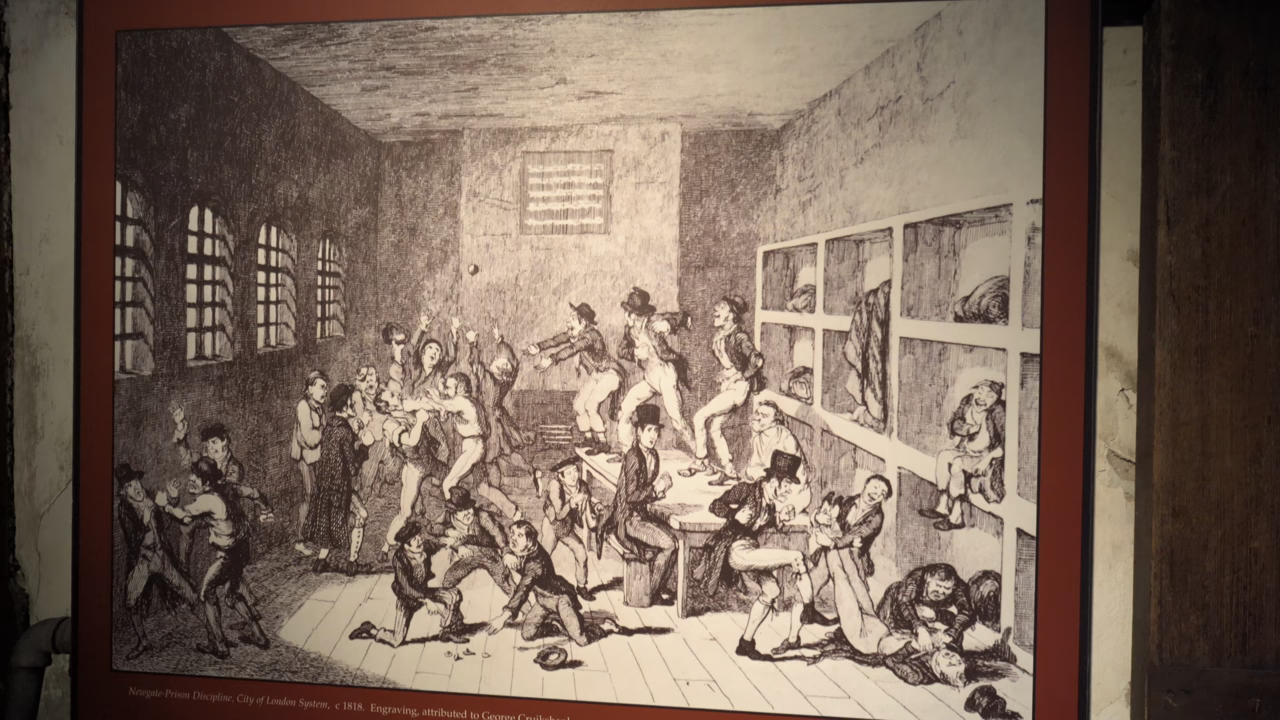 Newgate-Prison Discipline, City of London System, c 1818. Engraving, attributed to George